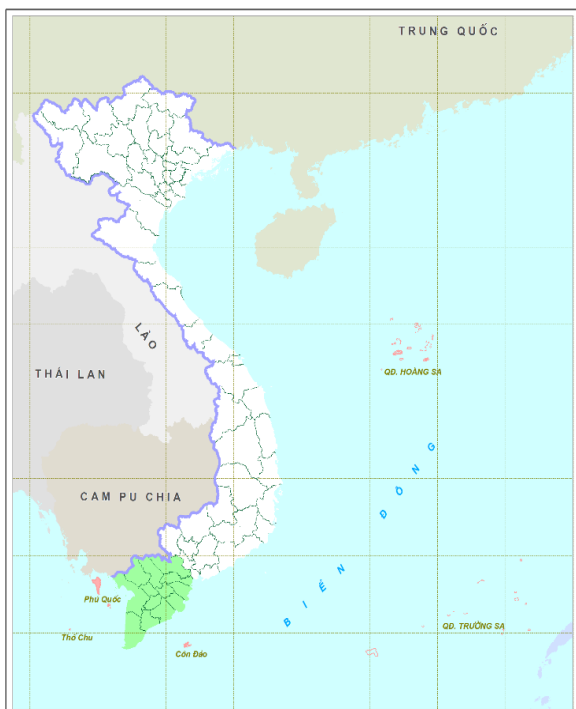 TRUNG QUỐC
LÀO
THÁI LAN
QĐ. HOÀNG SA
CAM PU CHIA
BIỂN ĐÔNG
Phú Quốc
Thổ Chu
Côn Đảo
QĐ. TRƯỜNG SA